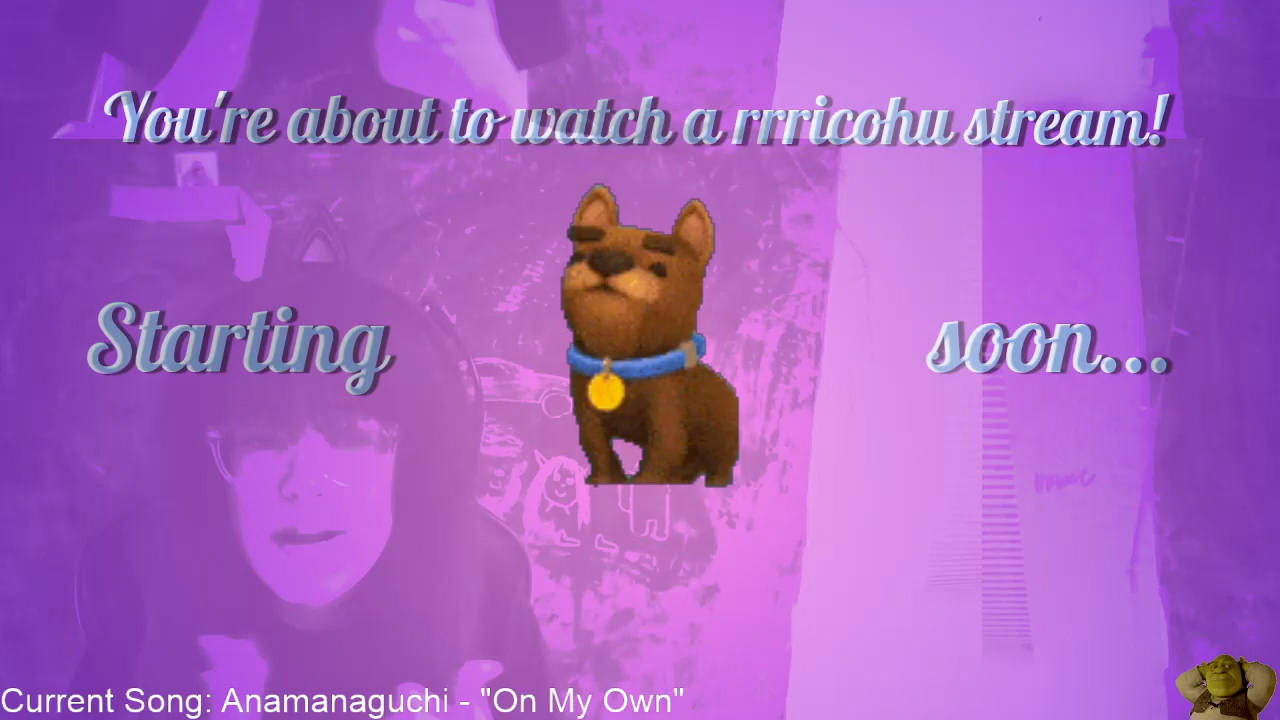 You're about to watch a rrricohu stream!
Starting soon...
Current Song: Anamanaguchi - "On My Own"